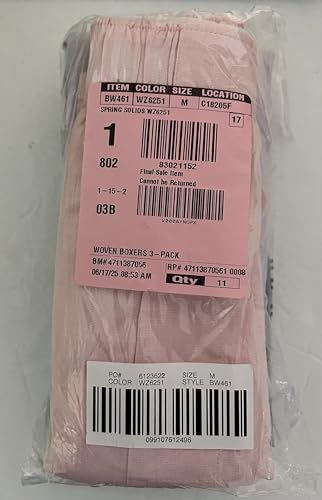 ITEM COLOR SIZE LOCATION
BW461 WZ6251 M C18205F
SPRING SOLIDS WZ6251
17
1
802
83021152
Final Sale Item
Cannot be Returned
1-15-2
03B
WOVEN BOXERS 3-PACK
BM# 4711387056 RP# 47113870561 0008
06/17/25 08:53 AM Qty 11
PO# 6123622 SIZE M
COLOR WZ6251 STYLE BW461
099107612496